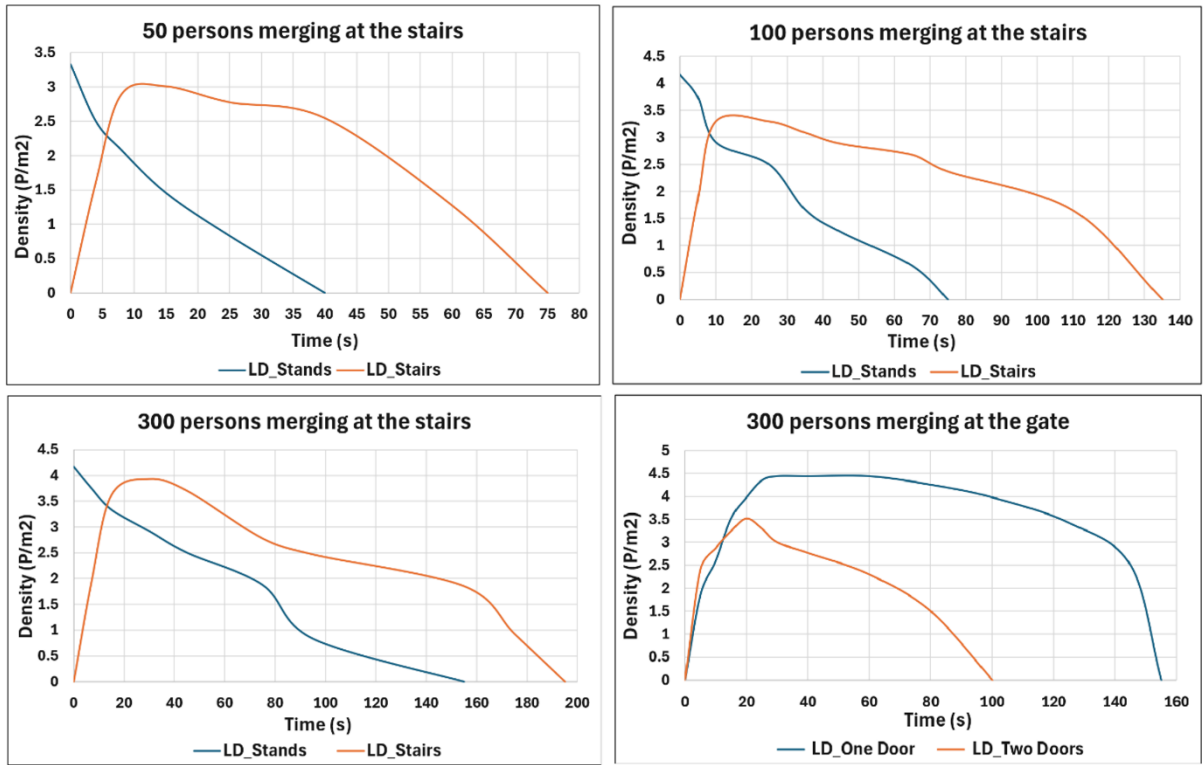 50 persons merging at the stairs
Density (P/m2)
3.5
3
2.5
2
1.5
1
0.5
0
0 5 10 15 20 25 30 35 40 45 50 55 60 65 70 75 80
Time (s)
LD_Stands LD_Stairs
100 persons merging at the stairs
Density (P/m2)
4.5
4
3.5
3
2.5
2
1.5
1
0.5
0
0 10 20 30 40 50 60 70 80 90 100 110 120 130 140
Time (s)
LD_Stands LD_Stairs
300 persons merging at the stairs
Density (P/m2)
4.5
4
3.5
3
2.5
2
1.5
1
0.5
0
0 20 40 60 80 100 120 140 160 180 200
Time (s)
LD_Stands LD_Stairs
300 persons merging at the gate
Density (P/m2)
5
4.5
4
3.5
3
2.5
2
1.5
1
0.5
0
0 20 40 60 80 100 120 140 160
Time (s)
LD_One Door LD_Two Doors